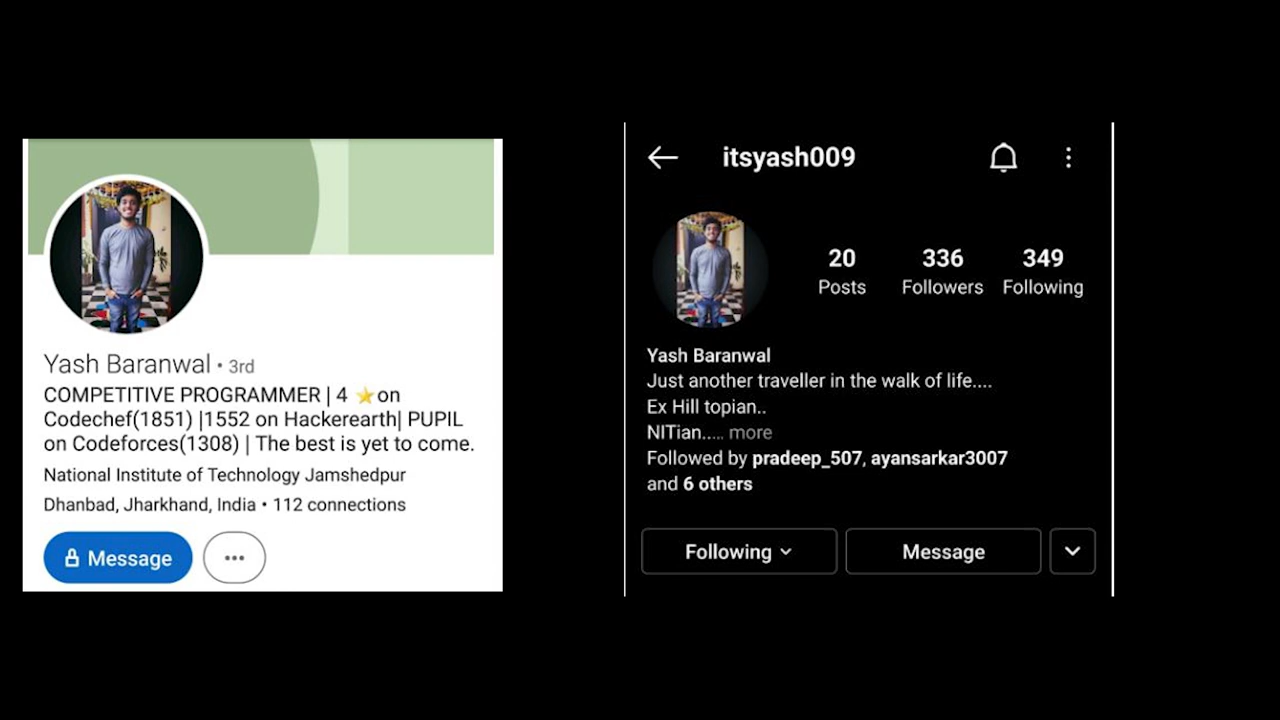 Yash Baranwal • 3rd
COMPETITIVE PROGRAMMER | 4 ⭐on
Codechef(1851) |1552 on Hackerearth| PUPIL
on Codeforces(1308) | The best is yet to come.
National Institute of Technology Jamshedpur
Dhanbad, Jharkhand, India • 112 connections
Message
itsyash009
20 336 349
Posts Followers Following
Yash Baranwal
Just another traveller in the walk of life....
Ex Hill topian..
NITian..... more
Followed by pradeep_507, ayansarkar3007
and 6 others
Following Message